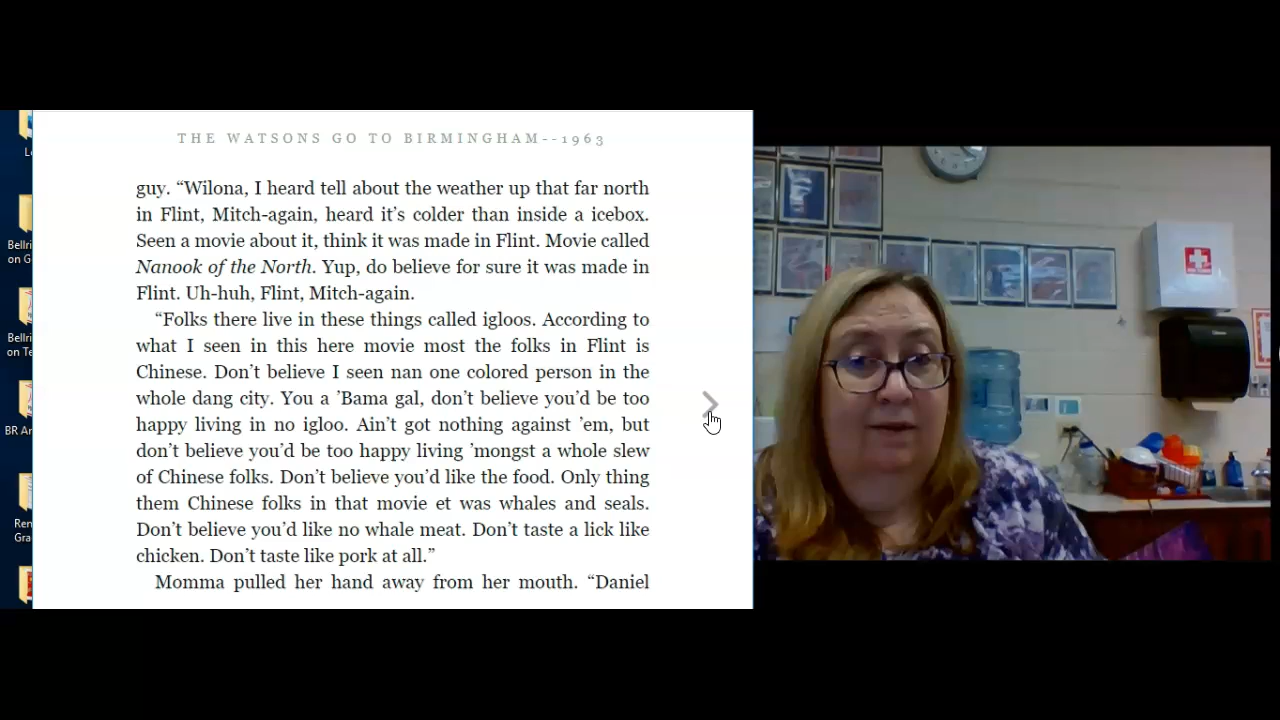 THE WATSONS GO TO BIRMINGHAM--1963
guy. “Wilona, I heard tell about the weather up that far north
in Flint, Mitch-again, heard it’s colder than inside a icebox.
Seen a movie about it, think it was made in Flint. Movie called
Nanook of the North. Yup, do believe for sure it was made in
Flint. Uh-huh, Flint, Mitch-again.
“Folks there live in these things called igloos. According to
what I seen in this here movie most the folks in Flint is
Chinese. Don’t believe I seen nan one colored person in the
whole dang city. You a ’Bama gal, don’t believe you’d be too
happy living in no igloo. Ain’t got nothing against ’em, but
don’t believe you’d be too happy living ’mongst a whole slew
of Chinese folks. Don’t believe you’d like the food. Only thing
them Chinese folks in that movie et was whales and seals.
Don’t believe you’d like no whale meat. Don’t taste a lick like
chicken. Don’t taste like pork at all.”
Momma pulled her hand away from her mouth. “Daniel
Bellri
on G
Bellri
on Te
BR Ar
Ren
Gra